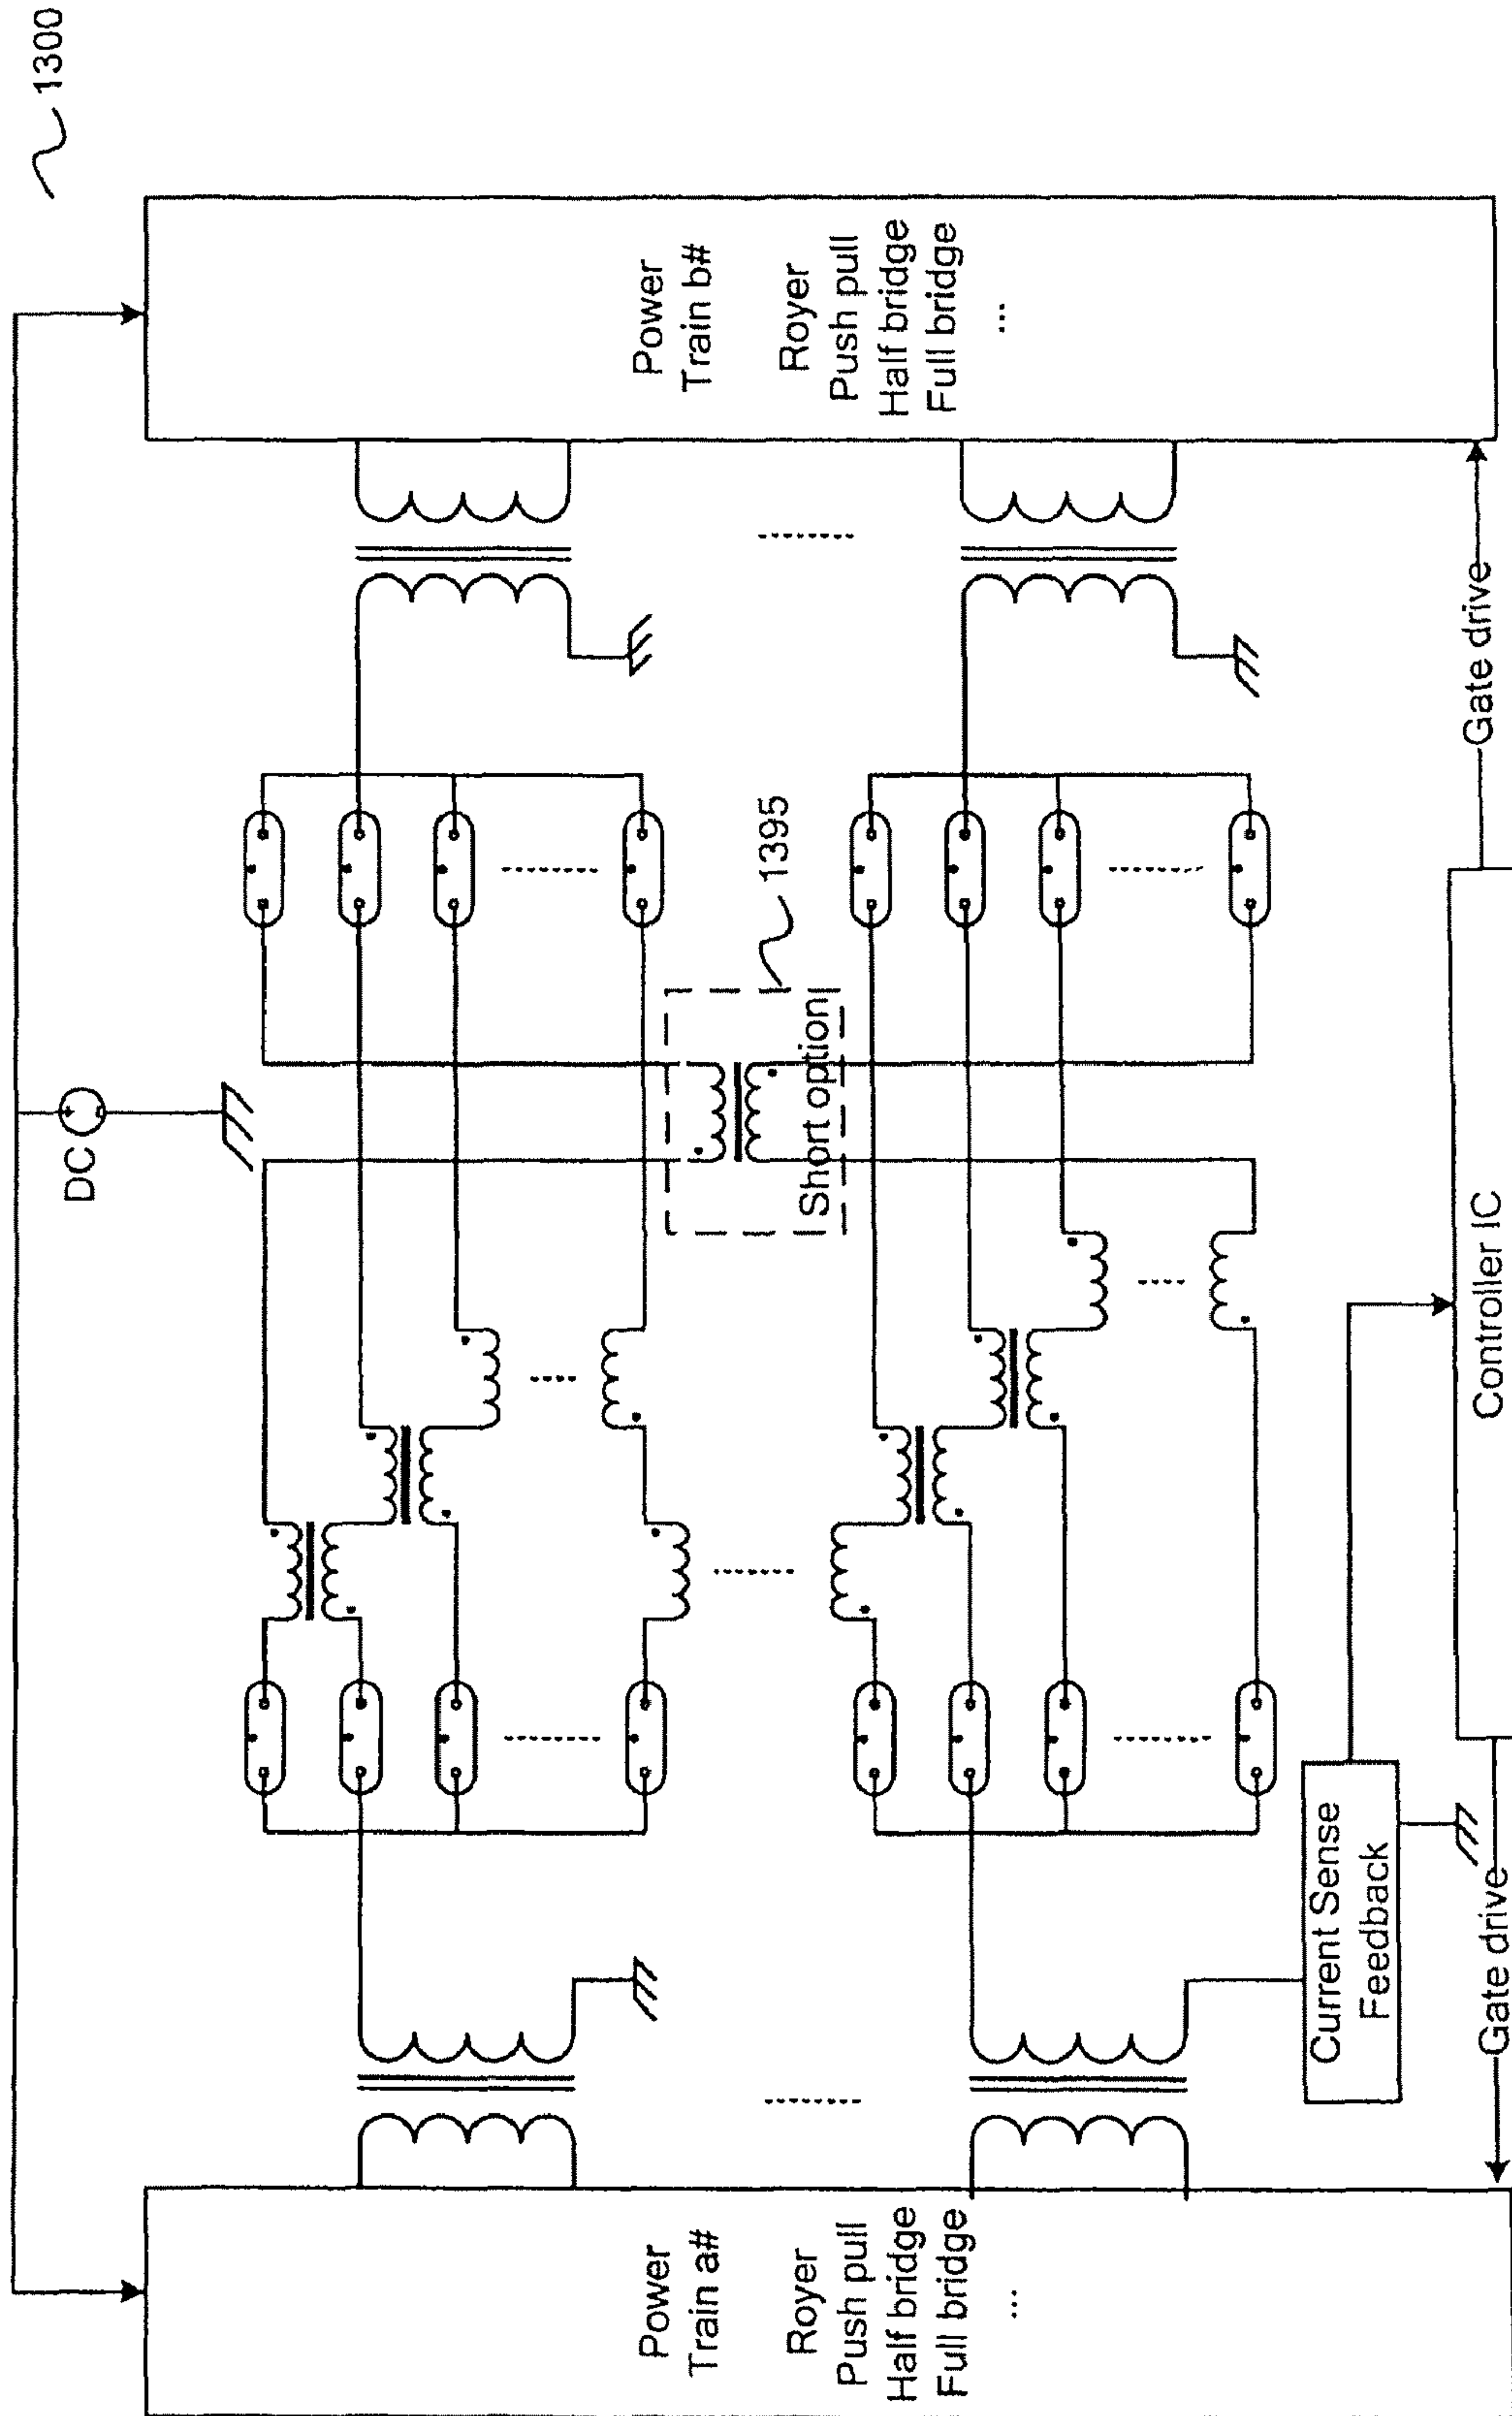 1300
DC
Power
Train a#
Royer
Push pull
Half bridge
Full bridge
...
Power
Train b#
Royer
Push pull
Half bridge
Full bridge
...
1395
Short option
Current Sense
Feedback
Controller IC
Gate drive
Gate drive